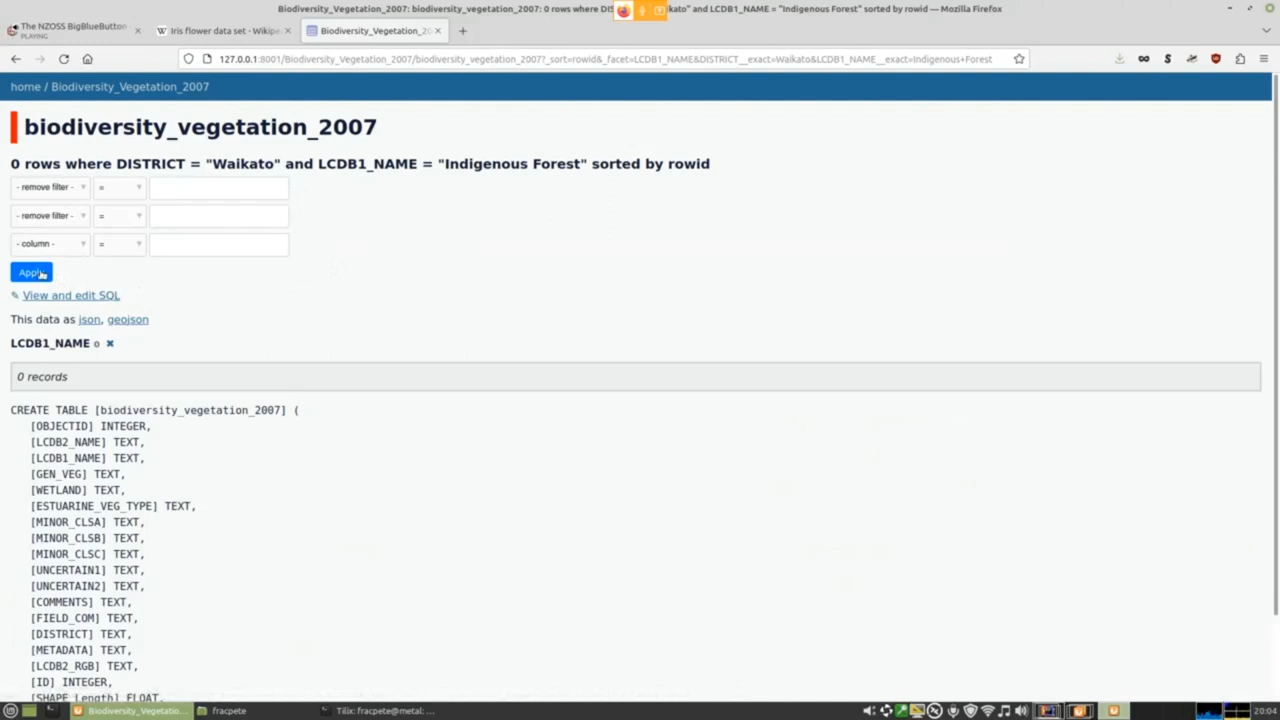 Biodiversity_Vegetation_2007: biodiversity_vegetation_2007: 0 rows where DIS ikato" and LCDB1_NAME = "Indigenous Forest" sorted by rowid — Mozilla Firefox
The NZOSS BigBlueButton
PLAYING
Iris flower data set - Wikipe
Biodiversity_Vegetation_20
127.0.0.1:8001/Biodiversity_Vegetation_2007/biodiversity_vegetation_2007?_sort=rowid&_facet=LCDB1_NAME&DISTRICT__exact=Waikato&LCDB1_NAME__exact=Indigenous+Forest
home / Biodiversity_Vegetation_2007
biodiversity_vegetation_2007
0 rows where DISTRICT = "Waikato" and LCDB1_NAME = "Indigenous Forest" sorted by rowid
- remove filter - =
- remove filter - =
- column - =
Apply
View and edit SQL
This data as json, geojson
LCDB1_NAME 0 ✖
0 records
CREATE TABLE [biodiversity_vegetation_2007] (
[OBJECTID] INTEGER,
[LCDB2_NAME] TEXT,
[LCDB1_NAME] TEXT,
[GEN_VEG] TEXT,
[WETLAND] TEXT,
[ESTUARINE_VEG_TYPE] TEXT,
[MINOR_CLSA] TEXT,
[MINOR_CLSB] TEXT,
[MINOR_CLSC] TEXT,
[UNCERTAIN1] TEXT,
[UNCERTAIN2] TEXT,
[COMMENTS] TEXT,
[FIELD_COM] TEXT,
[DISTRICT] TEXT,
[METADATA] TEXT,
[LCDB2_RGB] TEXT,
[ID] INTEGER,
[SHAPE_Length] FLOAT,
Biodiversity_Vegetatio... fracpete Tilix: fracpete@metal: ... 20:04